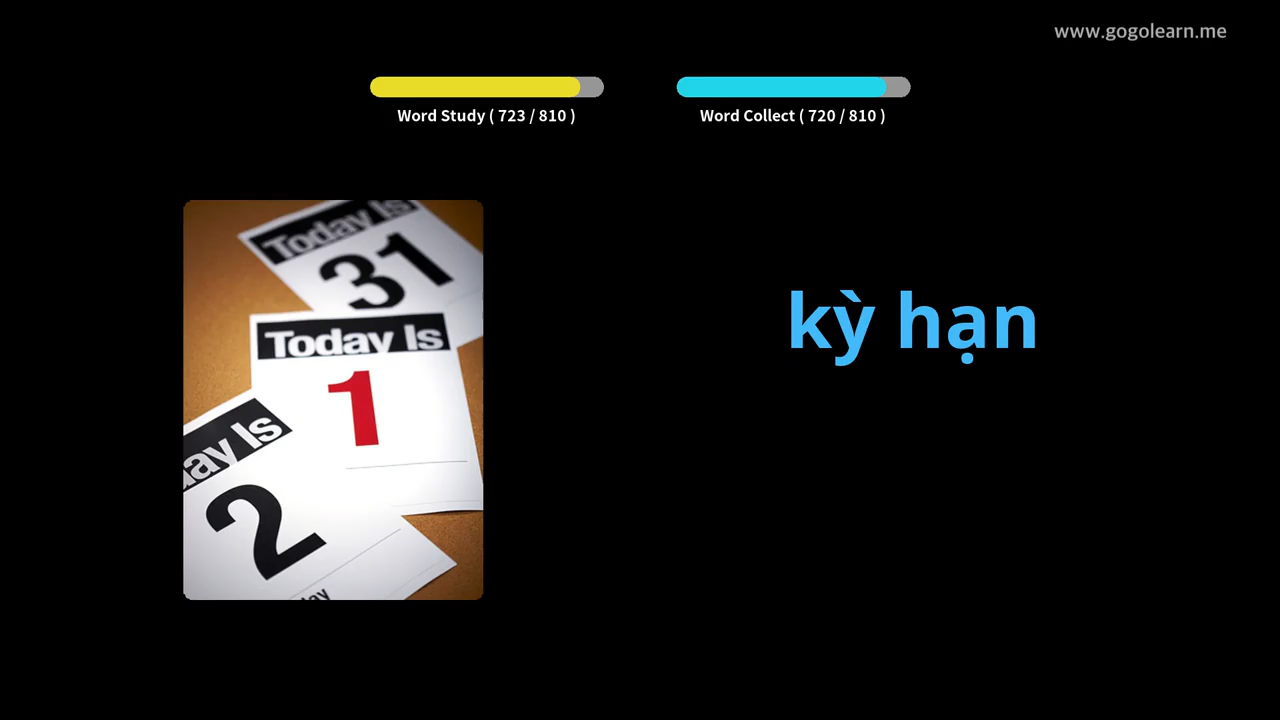 www.gogolearn.me
Word Study ( 723 / 810 )
Word Collect ( 720 / 810 )
Today Is
31
Today Is
1
ay Is
2
kỳ hạn